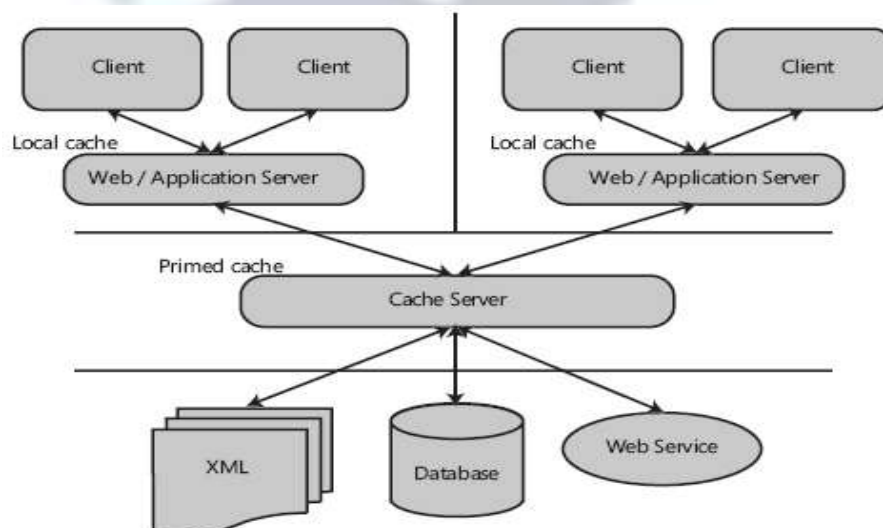 Client
Client
Client
Client
Local cache
Local cache
Web / Application Server
Web / Application Server
Primed cache
Cache Server
XML
Database
Web Service